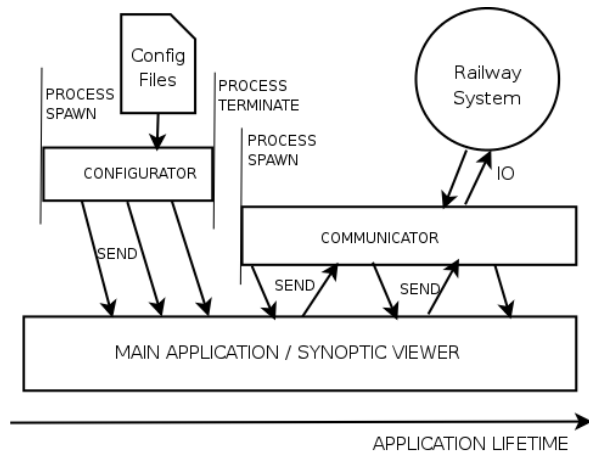 Config
Files
Railway
System
PROCESS
SPAWN
PROCESS
TERMINATE
PROCESS
SPAWN
CONFIGURATOR
IO
COMMUNICATOR
SEND
SEND
SEND
MAIN APPLICATION / SYNOPTIC VIEWER
APPLICATION LIFETIME